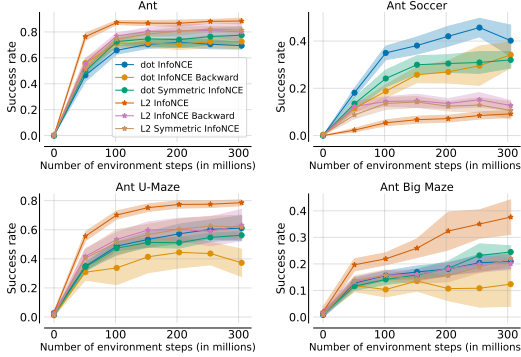 Ant
Success rate
0.8
0.6
0.4
0.2
0.0
dot InfoNCE
dot InfoNCE Backward
dot Symmetric InfoNCE
L2 InfoNCE
L2 InfoNCE Backward
L2 Symmetric InfoNCE
0 100 200 300
Number of environment steps (in millions)
Ant Soccer
Success rate
0.4
0.2
0.0
0 100 200 300
Number of environment steps (in millions)
Ant U-Maze
Success rate
0.8
0.6
0.4
0.2
0.0
0 100 200 300
Number of environment steps (in millions)
Ant Big Maze
Success rate
0.4
0.3
0.2
0.1
0.0
0 100 200 300
Number of environment steps (in millions)